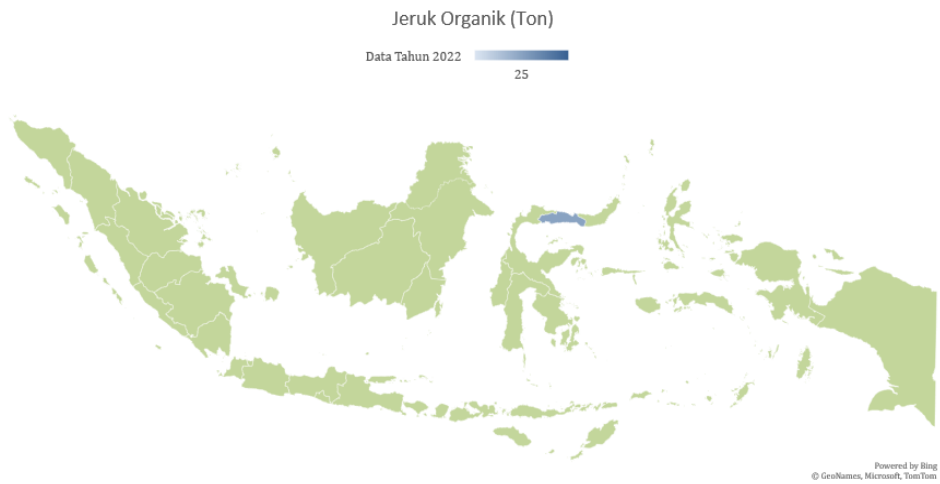 Jeruk Organik (Ton)
Data Tahun 2022
25
Powered by Bing
© GeoNames, Microsoft, TomTom